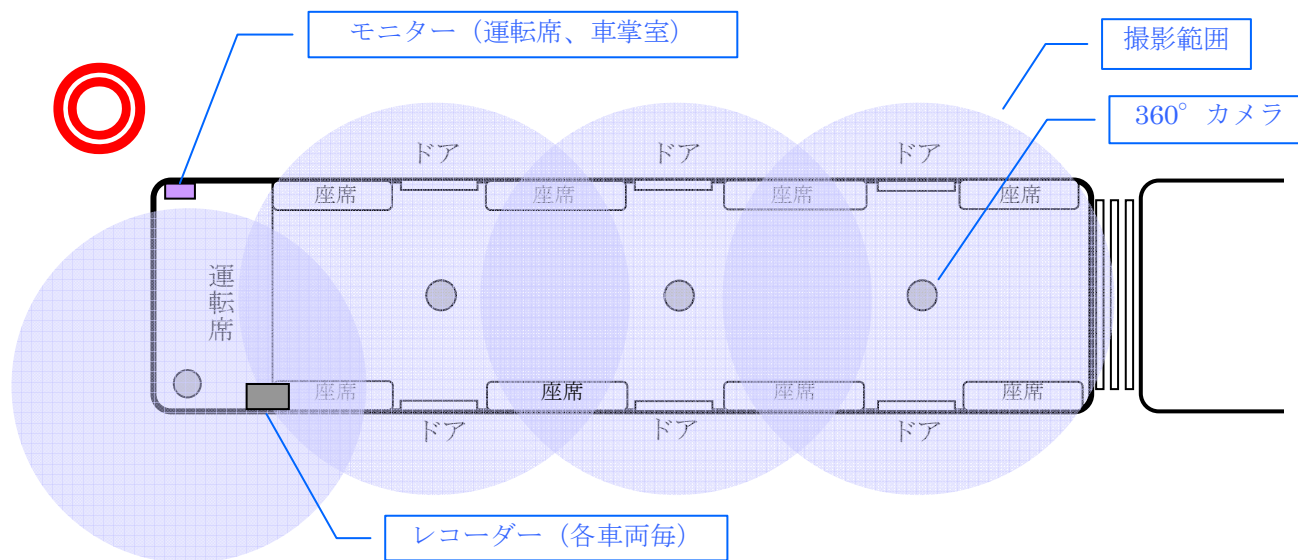 モニター（運転席、車掌室）
撮影範囲
360°カメラ
ドア ドア ドア
座席 座席 座席 座席
運転席
座席 座席 座席 座席
ドア ドア ドア
レコーダー（各車両毎）